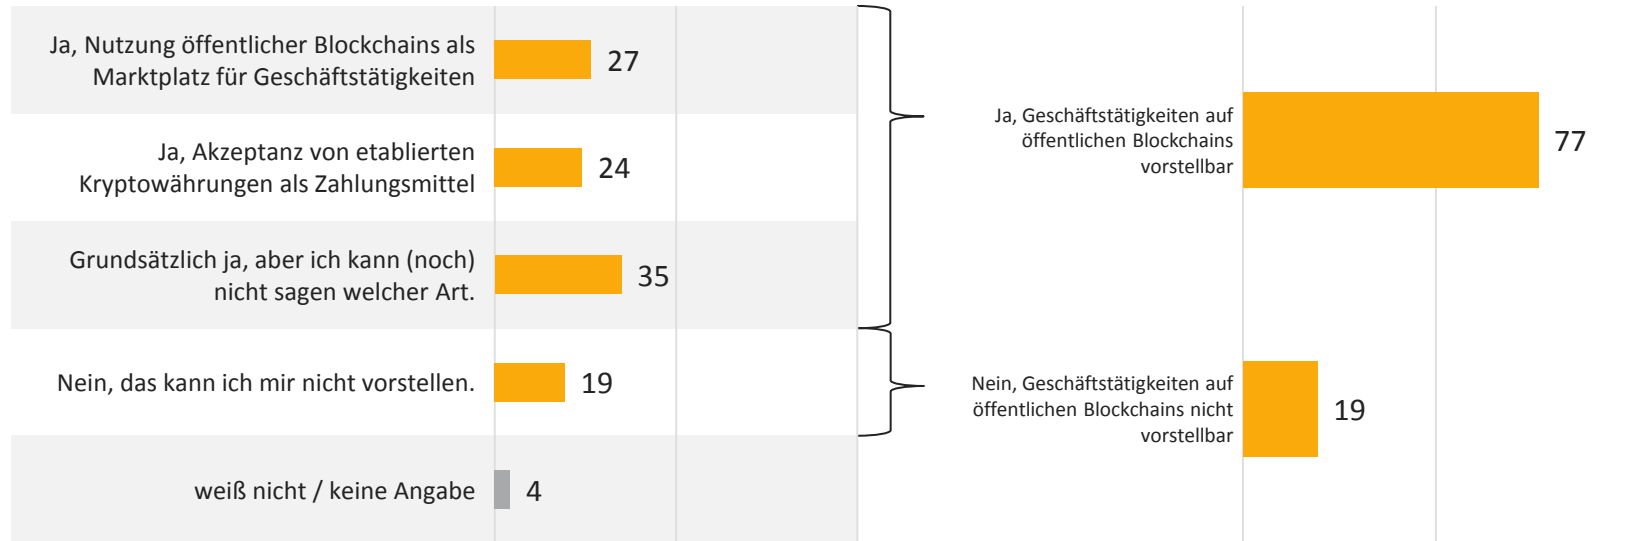 Ja, Nutzung öffentlicher Blockchains als
Marktplatz für Geschäftstätigkeiten
27
Ja, Akzeptanz von etablierten
Kryptowährungen als Zahlungsmittel
24
Grundsätzlich ja, aber ich kann (noch)
nicht sagen welcher Art.
35
Nein, das kann ich mir nicht vorstellen.
19
weiß nicht / keine Angabe
4
Ja, Geschäftstätigkeiten auf
öffentlichen Blockchains
vorstellbar
77
Nein, Geschäftstätigkeiten auf
öffentlichen Blockchains nicht
vorstellbar
19